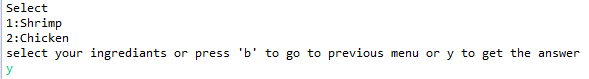 Select
1:Shrimp
2:Chicken
select your ingrediants or press 'b' to go to previous menu or y to get the answer
y